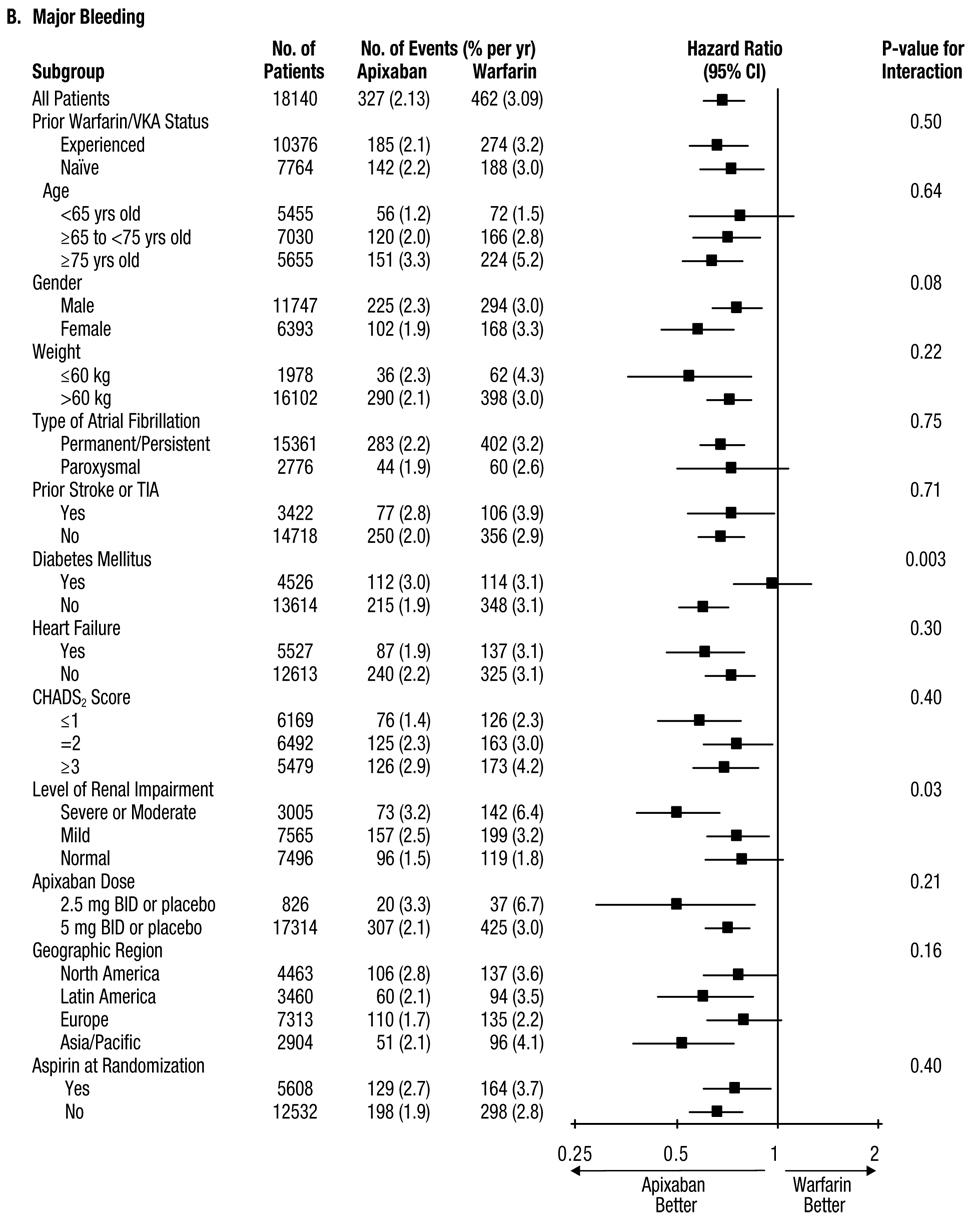 B. Major Bleeding
No. of No. of Events (% per yr) Hazard Ratio P-value for
Subgroup Patients Apixaban Warfarin (95% CI) Interaction
All Patients 18140 327 (2.13) 462 (3.09)
Prior Warfarin/VKA Status 0.50
Experienced 10376 185 (2.1) 274 (3.2)
Naïve 7764 142 (2.2) 188 (3.0)
Age 0.64
<65 yrs old 5455 56 (1.2) 72 (1.5)
≥65 to <75 yrs old 7030 120 (2.0) 166 (2.8)
≥75 yrs old 5655 151 (3.3) 224 (5.2)
Gender 0.08
Male 11747 225 (2.3) 294 (3.0)
Female 6393 102 (1.9) 168 (3.3)
Weight 0.22
≤60 kg 1978 36 (2.3) 62 (4.3)
>60 kg 16102 290 (2.1) 398 (3.0)
Type of Atrial Fibrillation 0.75
Permanent/Persistent 15361 283 (2.2) 402 (3.2)
Paroxysmal 2776 44 (1.9) 60 (2.6)
Prior Stroke or TIA 0.71
Yes 3422 77 (2.8) 106 (3.9)
No 14718 250 (2.0) 356 (2.9)
Diabetes Mellitus 0.003
Yes 4526 112 (3.0) 114 (3.1)
No 13614 215 (1.9) 348 (3.1)
Heart Failure 0.30
Yes 5527 87 (1.9) 137 (3.1)
No 12613 240 (2.2) 325 (3.1)
CHADS₂ Score 0.40
≤1 6169 76 (1.4) 126 (2.3)
=2 6492 125 (2.3) 163 (3.0)
≥3 5479 126 (2.9) 173 (4.2)
Level of Renal Impairment 0.03
Severe or Moderate 3005 73 (3.2) 142 (6.4)
Mild 7565 157 (2.5) 199 (3.2)
Normal 7496 96 (1.5) 119 (1.8)
Apixaban Dose 0.21
2.5 mg BID or placebo 826 20 (3.3) 37 (6.7)
5 mg BID or placebo 17314 307 (2.1) 425 (3.0)
Geographic Region 0.16
North America 4463 106 (2.8) 137 (3.6)
Latin America 3460 60 (2.1) 94 (3.5)
Europe 7313 110 (1.7) 135 (2.2)
Asia/Pacific 2904 51 (2.1) 96 (4.1)
Aspirin at Randomization 0.40
Yes 5608 129 (2.7) 164 (3.7)
No 12532 198 (1.9) 298 (2.8)
0.25 0.5 1 2
Apixaban Warfarin
Better Better